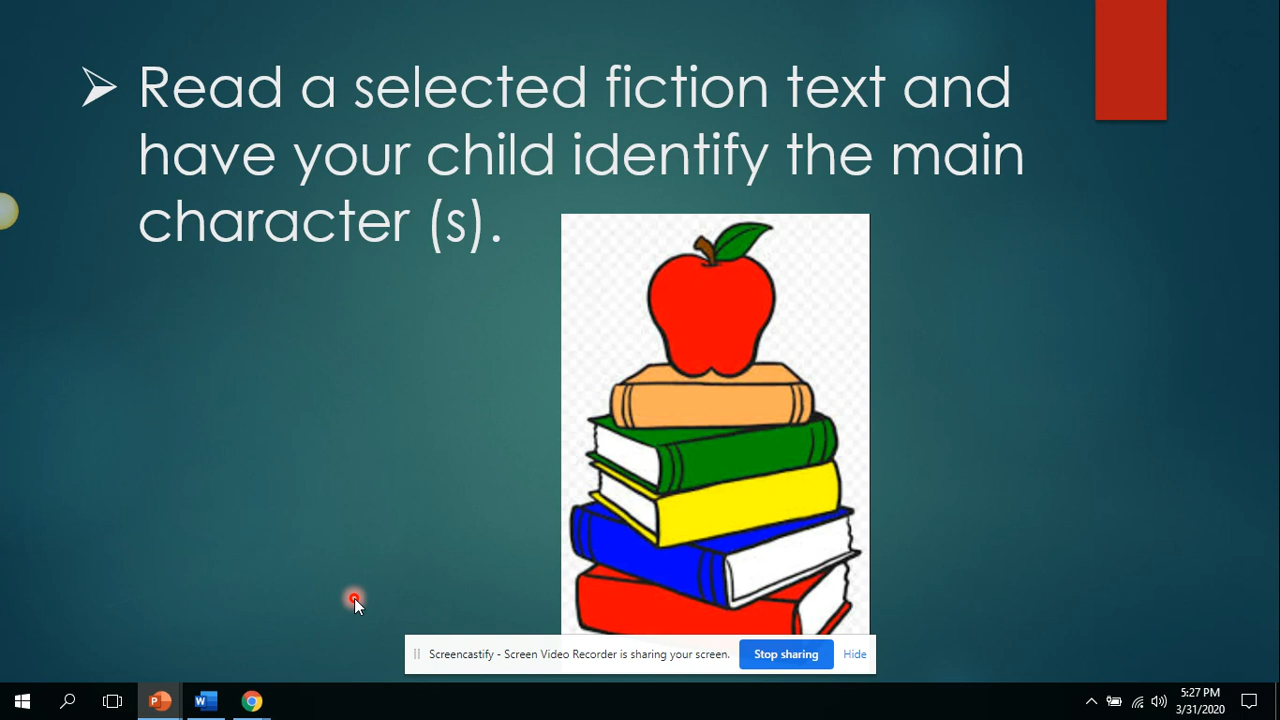 Read a selected fiction text and
have your child identify the main
character (s).
Screencastify - Screen Video Recorder is sharing your screen.
Stop sharing
Hide
P
W
5:27 PM
3/31/2020